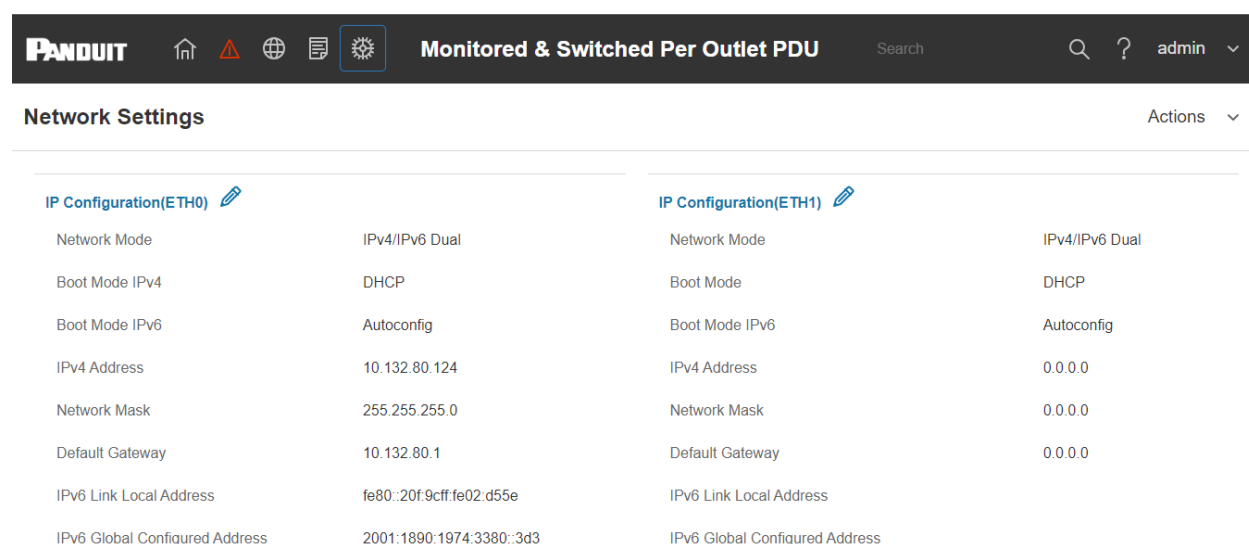 PANDUIT Monitored & Switched Per Outlet PDU Search ? admin
Network Settings Actions
IP Configuration(ETH0) IP Configuration(ETH1)
Network Mode IPv4/IPv6 Dual Network Mode IPv4/IPv6 Dual
Boot Mode IPv4 DHCP Boot Mode DHCP
Boot Mode IPv6 Autoconfig Boot Mode IPv6 Autoconfig
IPv4 Address 10.132.80.124 IPv4 Address 0.0.0.0
Network Mask 255.255.255.0 Network Mask 0.0.0.0
Default Gateway 10.132.80.1 Default Gateway 0.0.0.0
IPv6 Link Local Address fe80::20f:9cff:fe02:d55e IPv6 Link Local Address
IPv6 Global Configured Address 2001:1890:1974:3380::3d3 IPv6 Global Configured Address